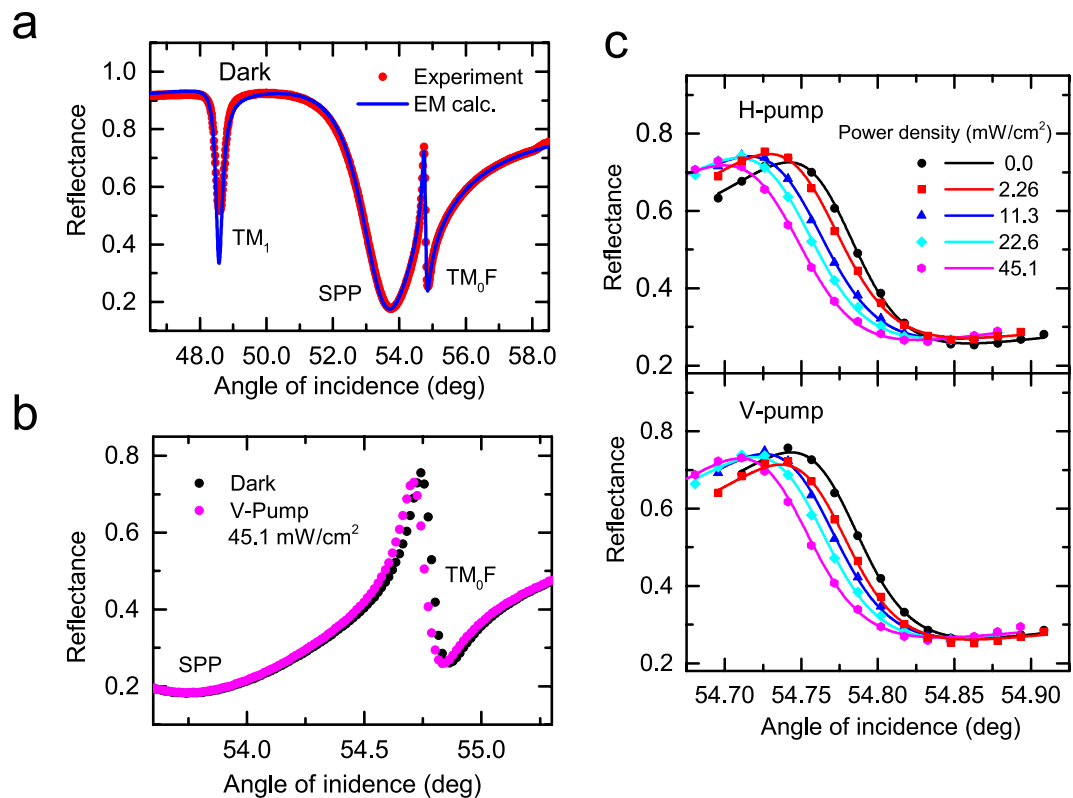 a
Dark
Experiment
EM calc.
TM₁
SPP
TM₀F
Reflectance
1.0
0.8
0.6
0.4
0.2
48.0 50.0 52.0 54.0 56.0 58.0
Angle of incidence (deg)
b
Dark
V-Pump
45.1 mW/cm²
TM₀F
SPP
Reflectance
0.8
0.6
0.4
0.2
54.0 54.5 55.0
Angle of inidence (deg)
c
H-pump
Power density (mW/cm²)
0.0
2.26
11.3
22.6
45.1
Reflectance
0.8
0.6
0.4
0.2
V-pump
Reflectance
0.8
0.6
0.4
0.2
54.70 54.75 54.80 54.85 54.90
Angle of incidence (deg)